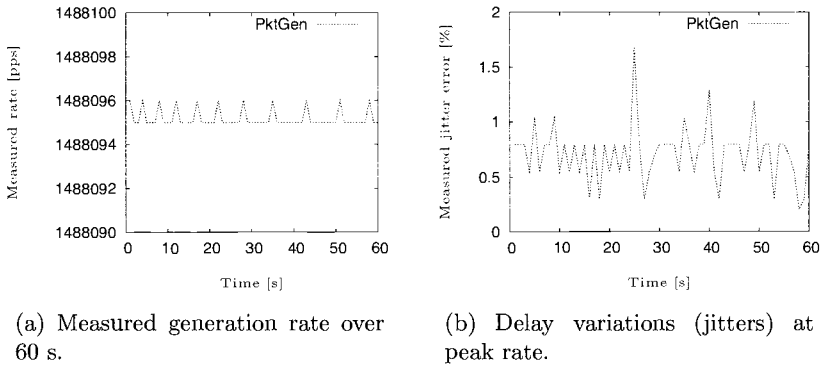 1488100
1488098
1488096
1488094
1488092
1488090
0 10 20 30 40 50 60
PktGen
Measured rate [pps]
Time [s]
2
1.5
1
0.5
0
0 10 20 30 40 50 60
PktGen
Measured jitter error [%]
Time [s]
(a) Measured generation rate over
60 s.
(b) Delay variations (jitters) at
peak rate.